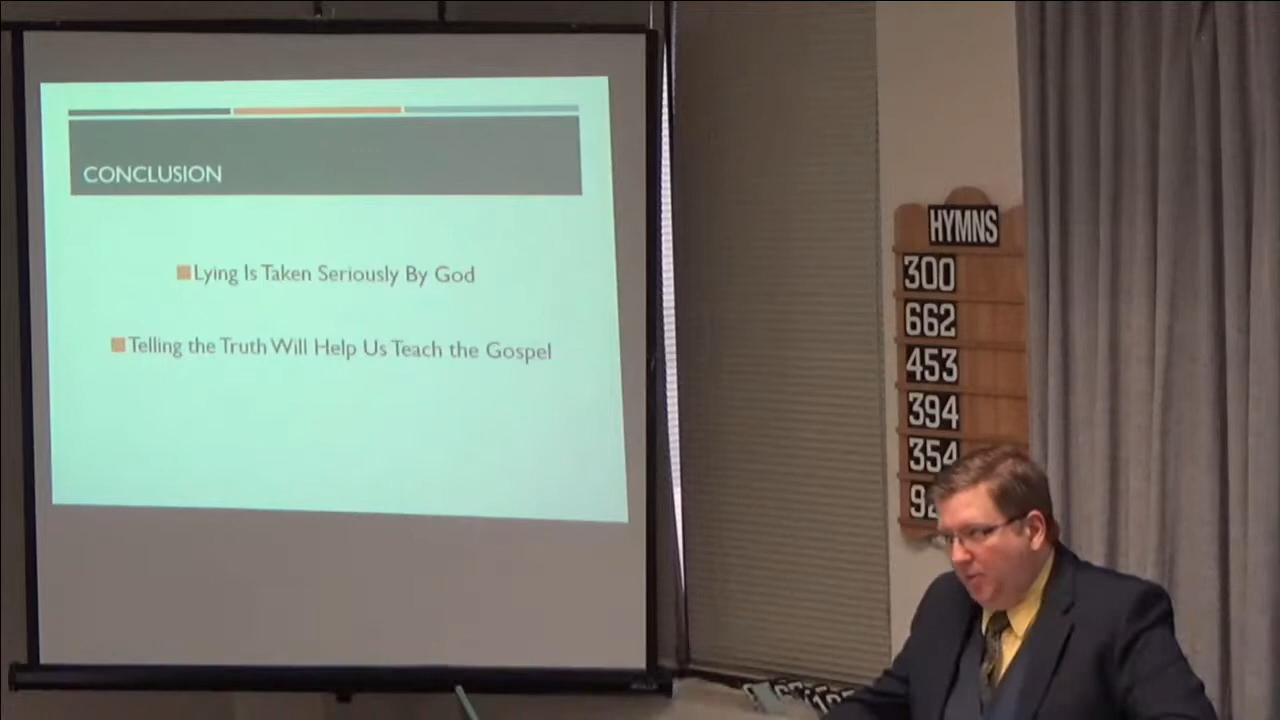 CONCLUSION
Lying Is Taken Seriously By God
Telling the Truth Will Help Us Teach the Gospel
HYMNS
300
662
453
394
354